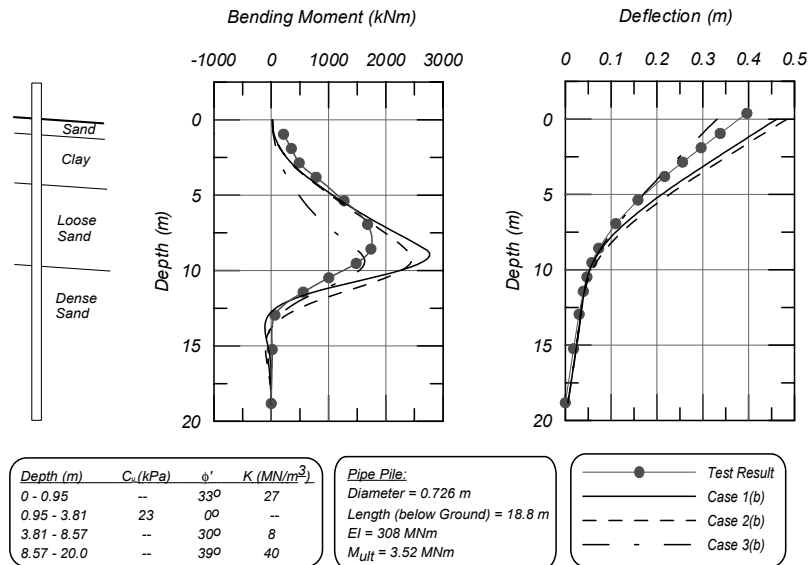 Bending Moment (kNm)
-1000 0 1000 2000 3000
Deflection (m)
0 0.1 0.2 0.3 0.4 0.5
Sand
Clay
Loose
Sand
Dense
Sand
Depth (m)
0
5
10
15
20
Depth (m)
0
5
10
15
20
Depth (m) Cu(kPa) ϕ' K (MN/m3)
0 - 0.95 -- 33º 27
0.95 - 3.81 23 0º --
3.81 - 8.57 -- 30º 8
8.57 - 20.0 -- 39º 40
Pipe Pile:
Diameter = 0.726 m
Length (below Ground) = 18.8 m
EI = 308 MNm
Mult = 3.52 MNm
Test Result
Case 1(b)
Case 2(b)
Case 3(b)